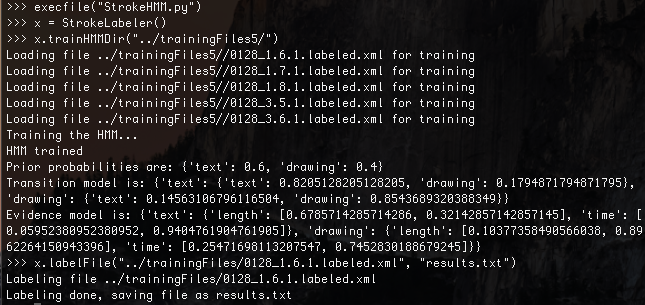 >>> execfile("StrokeHMM.py")
>>> x = StrokeLabeler()
>>> x.trainHMMDir("../trainingFiles5/")
Loading file ../trainingFiles5//0128_1.6.1.labeled.xml for training
Loading file ../trainingFiles5//0128_1.7.1.labeled.xml for training
Loading file ../trainingFiles5//0128_1.8.1.labeled.xml for training
Loading file ../trainingFiles5//0128_3.5.1.labeled.xml for training
Loading file ../trainingFiles5//0128_3.6.1.labeled.xml for training
Training the HMM...
HMM trained
Prior probabilities are: {'text': 0.6, 'drawing': 0.4}
Transition model is: {'text': {'text': 0.8205128205128205, 'drawing': 0.1794871794871795},
'drawing': {'text': 0.14563106796116504, 'drawing': 0.8543689320388349}}
Evidence model is: {'text': {'length': [0.6785714285714286, 0.32142857142857145], 'time': [
0.05952380952380952, 0.9404761904761905]}, 'drawing': {'length': [0.10377358490566038, 0.89
62264150943396], 'time': [0.25471698113207547, 0.7452830188679245]}}
>>> x.labelFile("../trainingFiles/0128_1.6.1.labeled.xml", "results.txt")
Labeling file ../trainingFiles/0128_1.6.1.labeled.xml
Labeling done, saving file as results.txt